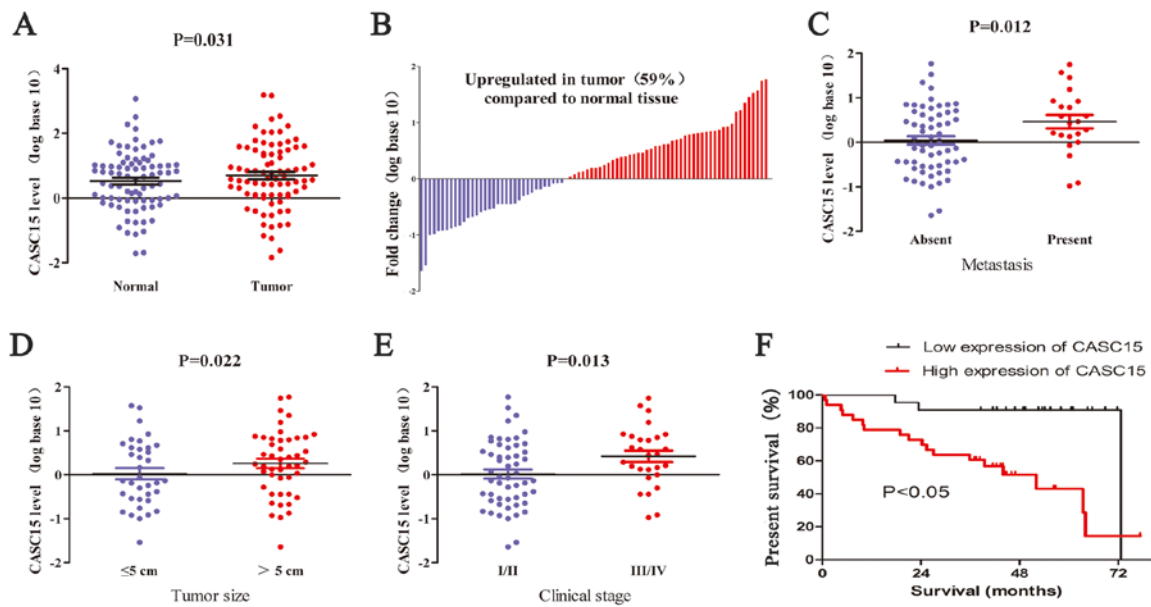 A
P=0.031
CASC15 level (log base 10)
4
2
0
-2
Normal
Tumor
B
Upregulated in tumor (59%)
compared to normal tissue
Fold change (log base 10)
2
1
0
-1
-2
C
P=0.012
CASC15 level (log base 10)
2
1
0
-1
-2
Absent
Present
Metastasis
D
P=0.022
CASC15 level (log base 10)
2
1
0
-1
-2
≤5 cm
> 5 cm
Tumor size
E
P=0.013
CASC15 level (log base 10)
2
1
0
-1
-2
I/II
III/IV
Clinical stage
F
Low expression of CASC15
High expression of CASC15
Present survival (%)
100
80
60
40
20
0
P<0.05
0
24
48
72
Survival (months)